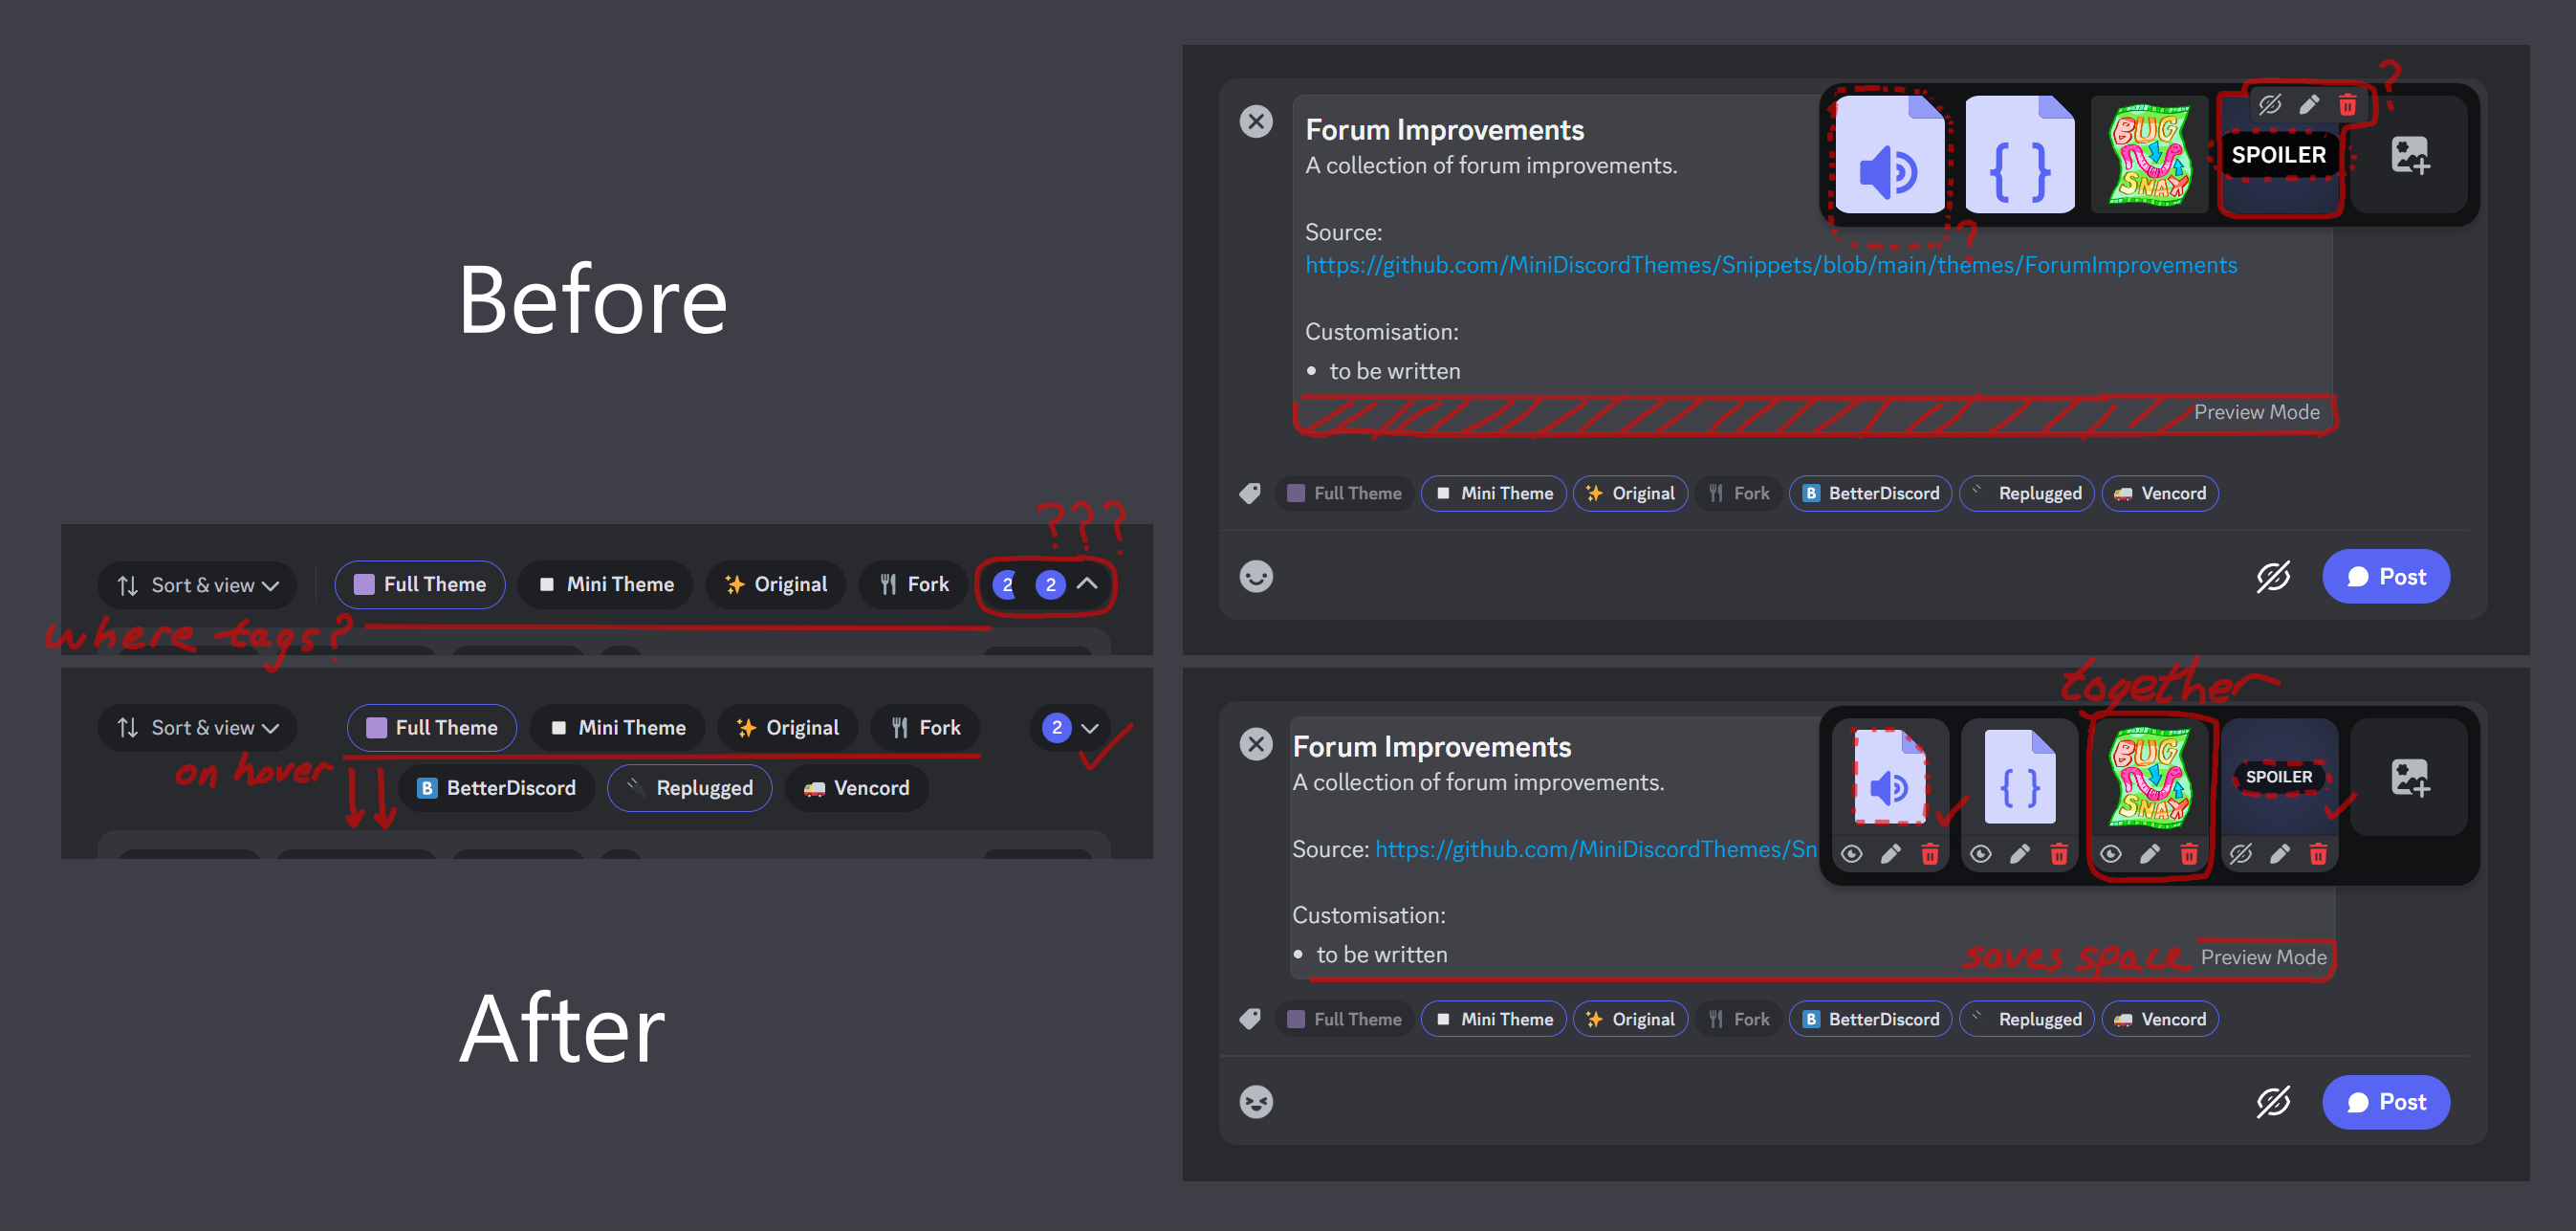 Before
???
Sort & view
Full Theme
Mini Theme
Original
Fork
2
2
where tags?
?
Forum Improvements
A collection of forum improvements.
Source:
https://github.com/MiniDiscordThemes/Snippets/blob/main/themes/ForumImprovements
Customisation:
• to be written
Preview Mode
{ }
BUG
SNAX
SPOILER
?
Full Theme
Mini Theme
Original
Fork
B BetterDiscord
Replugged
Vencord
Post
After
Sort & view
Full Theme
Mini Theme
Original
Fork
2
on hover
B BetterDiscord
Replugged
Vencord
together
Forum Improvements
A collection of forum improvements.
Source: https://github.com/MiniDiscordThemes/Sn
Customisation:
• to be written
saves space
Preview Mode
{ }
BUG
SNAX
SPOILER
Full Theme
Mini Theme
Original
Fork
B BetterDiscord
Replugged
Vencord
Post